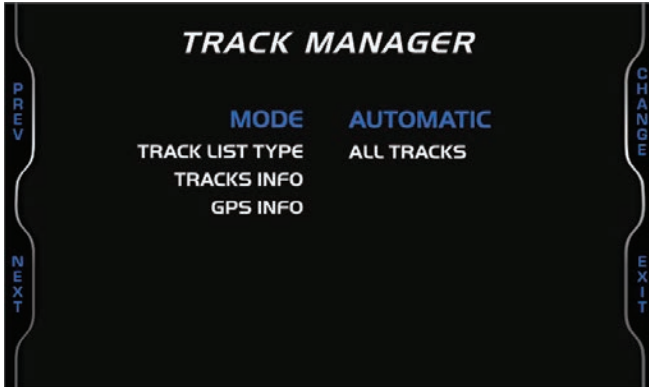 TRACK MANAGER
PREV
CHANGE
MODE AUTOMATIC
TRACK LIST TYPE ALL TRACKS
TRACKS INFO
GPS INFO
NEXT
EXIT